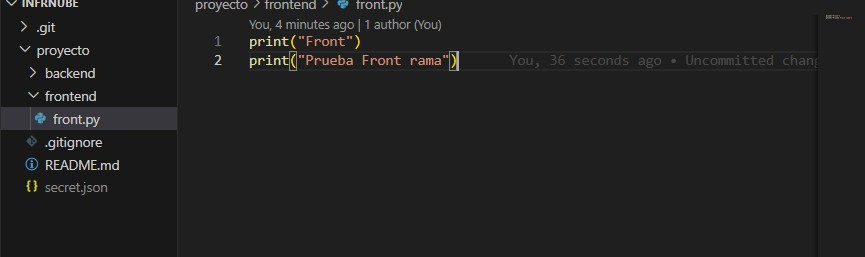 INFRNUBE
.git
proyecto
backend
frontend
front.py
.gitignore
README.md
{} secret.json
proyecto > frontend > front.py
You, 4 minutes ago | 1 author (You)
1 print("Front")
2 print("Prueba Front rama") You, 36 seconds ago • Uncommitted chang